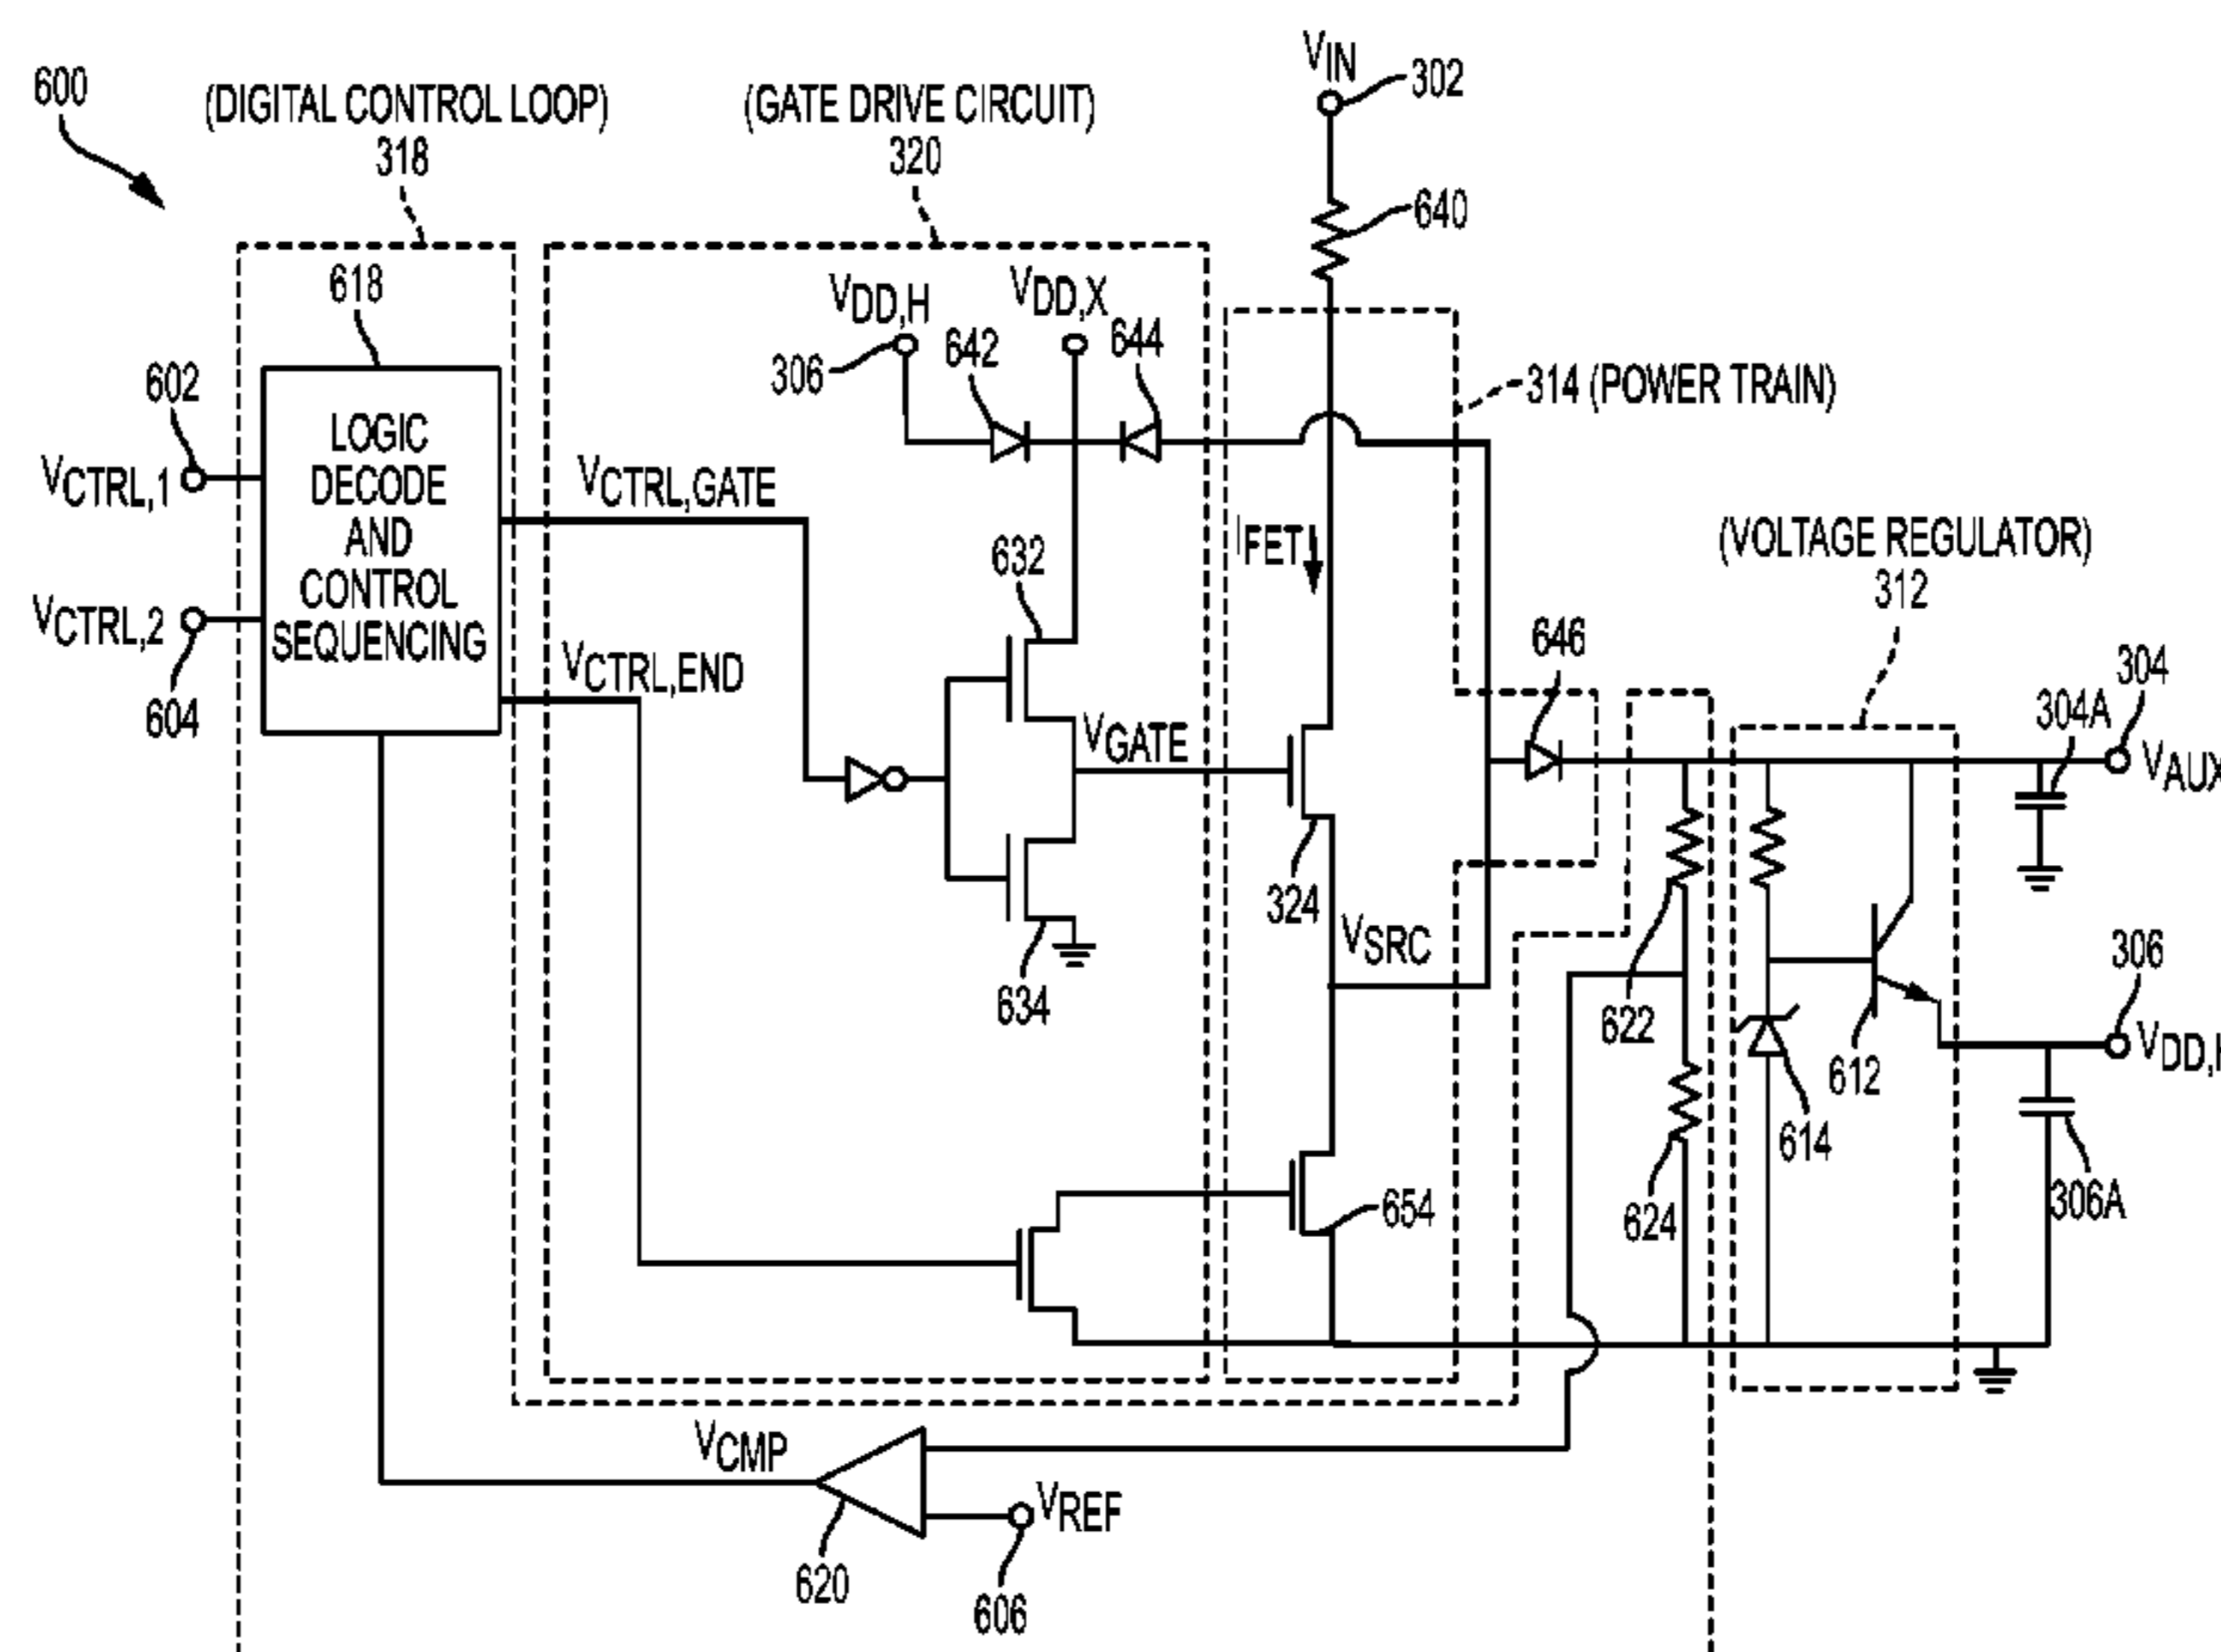 600
(DIGITAL CONTROL LOOP)
318
(GATE DRIVE CIRCUIT)
320
VIN
302
640
618
VDD,H
306
642
VDD,X
644
314 (POWER TRAIN)
602
VCTRL,1
VCTRL,2
604
LOGIC
DECODE
AND
CONTROL
SEQUENCING
VCTRL,GATE
VCTRL,END
632
IFET
(VOLTAGE REGULATOR)
312
646
304A
304
VAUX
VGATE
324
634
VSRC
622
624
614
612
306
VDD,H
306A
654
VCMP
VREF
620
606